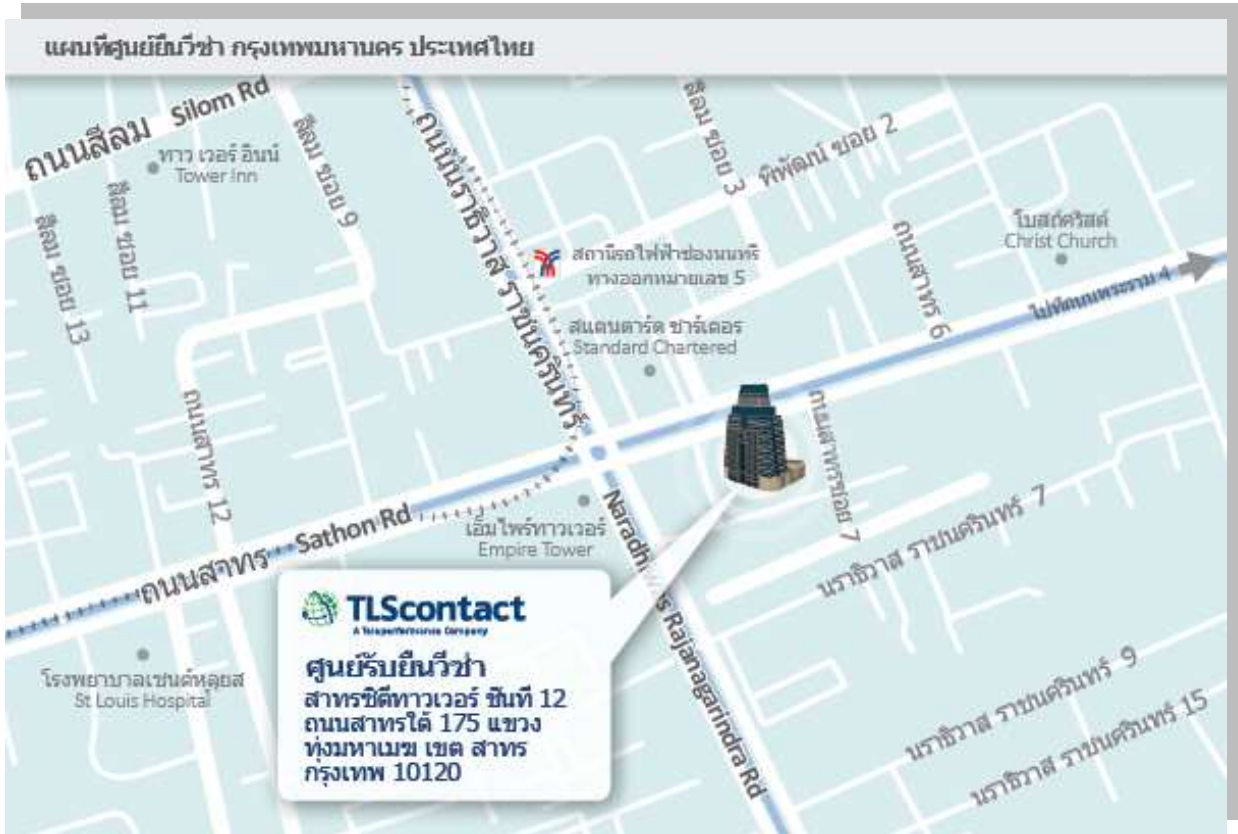 แผนที่ศูนย์ยื่นวีซ่า กรุงเทพมหานคร ประเทศไทย
ถนนสีลม Silom Rd
ทาว เวอร์ อินน์
Tower Inn
สีลม ซอย 9
สีลม ซอย 11
สีลม ซอย 13
ถนนนราธิวาส ราชนครินทร์
สีลม ซอย 3
พิพัฒน์ ซอย 2
สถานีรถไฟฟ้าช่องนนทรี
ทางออกหมายเลข 5
โบสถ์คริสต์
Christ Church
ถนนสาทร 6
ไปที่ถนนพระราม 4
สแตนดาร์ด ชาร์เตอร์
Standard Chartered
ถนนสาทร 12
ถนนสาทรซอย 7
ถนนสาทร Sathon Rd
เอ็มไพร์ทาวเวอร์
Empire Tower
Naradhiwas Rajanagarindra Rd
นราธิวาส ราชนครินทร์ 7
นราธิวาส ราชนครินทร์ 9
นราธิวาส ราชนครินทร์ 15
โรงพยาบาลเซนต์หลุยส
St Louis Hospital
TLScontact
A Teleperformance Company
ศูนย์รับยื่นวีซ่า
สาทรซิตี้ทาวเวอร์ ชั้นที่ 12
ถนนสาทรใต้ 175 แขวง
ทุ่งมหาเมฆ เขต สาทร
กรุงเทพ 10120